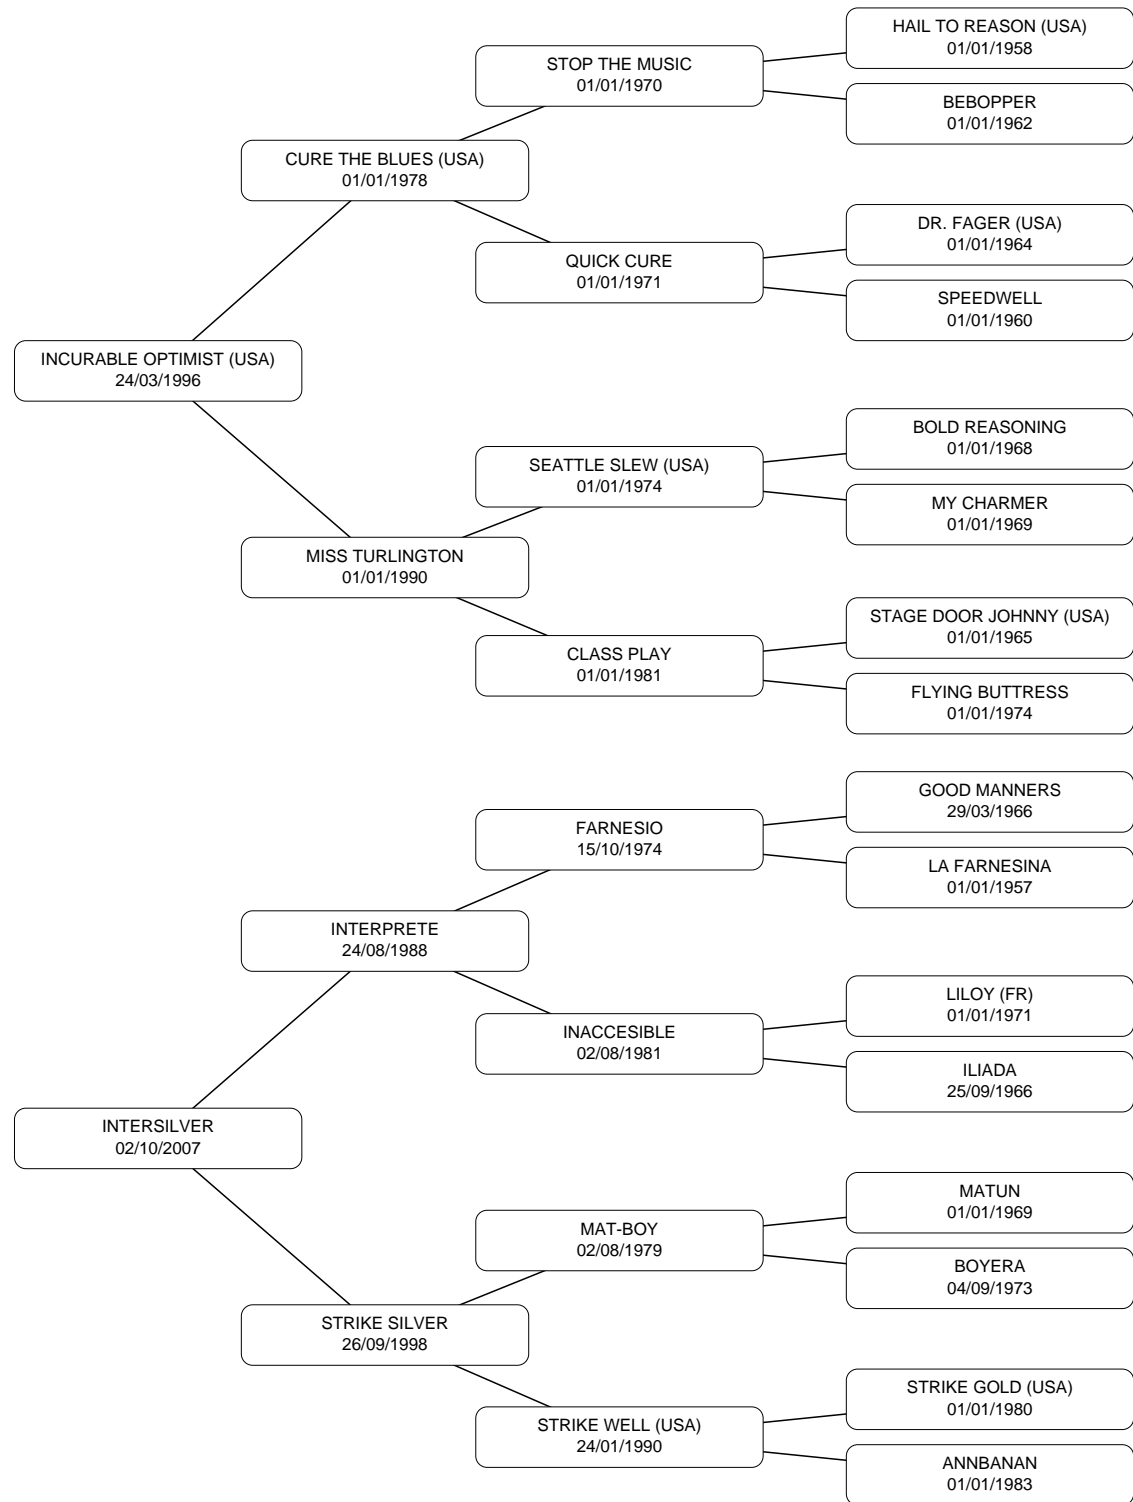 HAIL TO REASON (USA)
01/01/1958
STOP THE MUSIC
01/01/1970
BEBOPPER
01/01/1962
CURE THE BLUES (USA)
01/01/1978
DR. FAGER (USA)
01/01/1964
QUICK CURE
01/01/1971
SPEEDWELL
01/01/1960
INCURABLE OPTIMIST (USA)
24/03/1996
BOLD REASONING
01/01/1968
SEATTLE SLEW (USA)
01/01/1974
MY CHARMER
01/01/1969
MISS TURLINGTON
01/01/1990
STAGE DOOR JOHNNY (USA)
01/01/1965
CLASS PLAY
01/01/1981
FLYING BUTTRESS
01/01/1974
GOOD MANNERS
29/03/1966
FARNESIO
15/10/1974
LA FARNESINA
01/01/1957
INTERPRETE
24/08/1988
LILOY (FR)
01/01/1971
INACCESIBLE
02/08/1981
ILIADA
25/09/1966
INTERSILVER
02/10/2007
MATUN
01/01/1969
MAT-BOY
02/08/1979
BOYERA
04/09/1973
STRIKE SILVER
26/09/1998
STRIKE GOLD (USA)
01/01/1980
STRIKE WELL (USA)
24/01/1990
ANNBANAN
01/01/1983